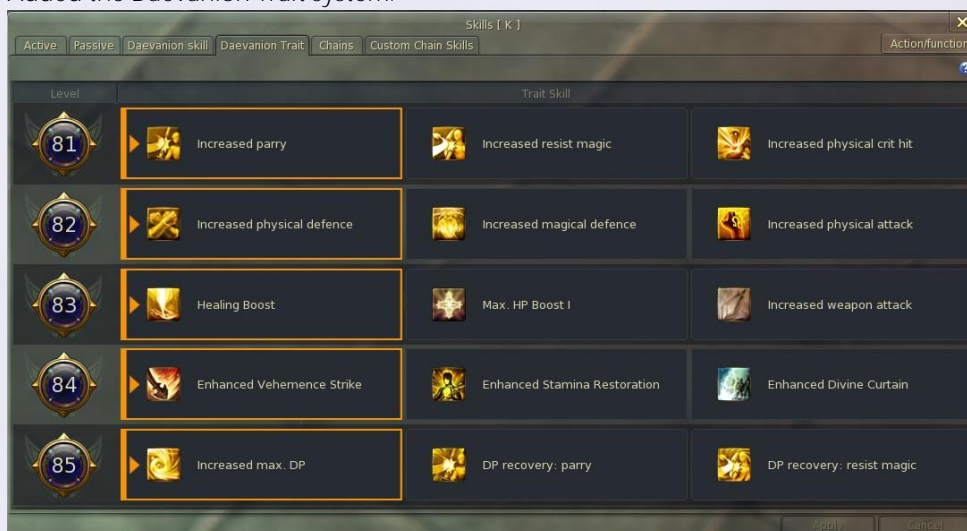 Added the Daevanion Trait system.
Skills [ K ]
Active Passive Daevanion skill Daevanion Trait Chains Custom Chain Skills Action/function
Level Trait Skill
81 Increased parry Increased resist magic Increased physical crit hit
82 Increased physical defence Increased magical defence Increased physical attack
83 Healing Boost Max. HP Boost I Increased weapon attack
84 Enhanced Vehemence Strike Enhanced Stamina Restoration Enhanced Divine Curtain
85 Increased max. DP DP recovery: parry DP recovery: resist magic
Apply Cancel